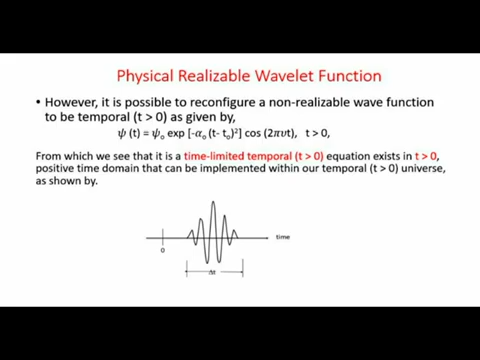 Physical Realizable Wavelet Function
• However, it is possible to reconfigure a non-realizable wave function
to be temporal (t > 0) as given by,
ψ (t) = ψₒ exp [-αₒ (t- tₒ)²] cos (2πυt), t > 0,
From which we see that it is a time-limited temporal (t > 0) equation exists in t > 0,
positive time domain that can be implemented within our temporal (t > 0) universe,
as shown by.
time
0
Δt